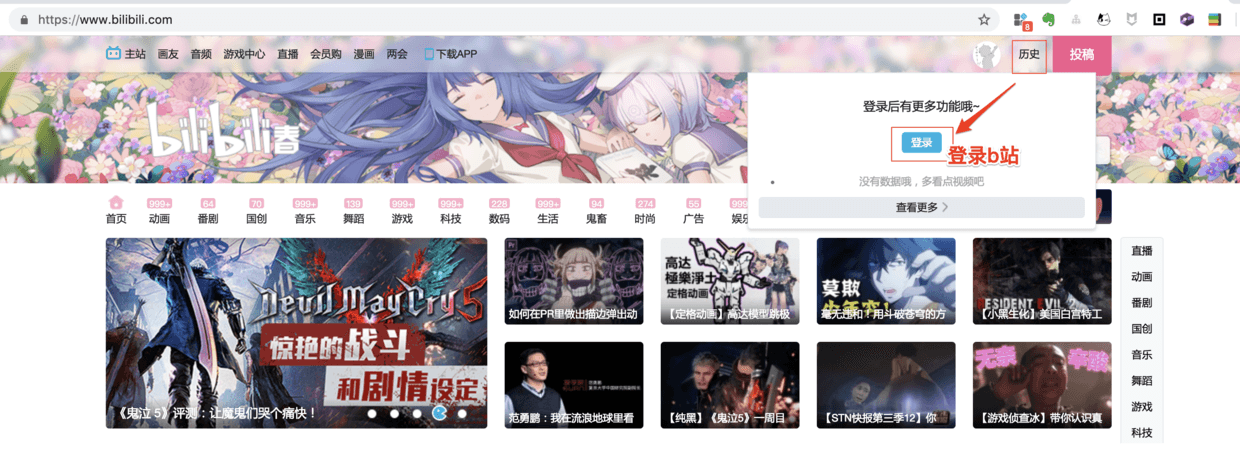 https://www.bilibili.com
8
主站 画友 音频 游戏中心 直播 会员购 漫画 两会 下载APP 历史 投稿
bilibili春
登录后有更多功能哦~
登录
登录b站
没有数据哦，多看点视频吧
查看更多
999+ 64 70 999+ 139 999+ 999+ 228 999+ 94 274 55 999
首页 动画 番剧 国创 音乐 舞蹈 游戏 科技 数码 生活 鬼畜 时尚 广告 娱乐
Devil May Cry 5
惊艳的战斗
和剧情设定
《鬼泣 5》评测：让魔鬼们哭个痛快！
Pr
如何在PR里做出描边弹出动
高达
極樂淨土
定格动画
【定格动画】高达模型跳极
莫欺
少年穷!
毫无违和！用斗破苍穹的方
RESIDENT EVIL 2
【小黑生化】美国白宫特工
范勇鹏：我在流浪地球里看
【纯黑】《鬼泣5》一周目
【STN快报第三季12】你
无奈 辛酸
【游戏侦查冰】带你认识真
直播
动画
番剧
国创
音乐
舞蹈
游戏
科技